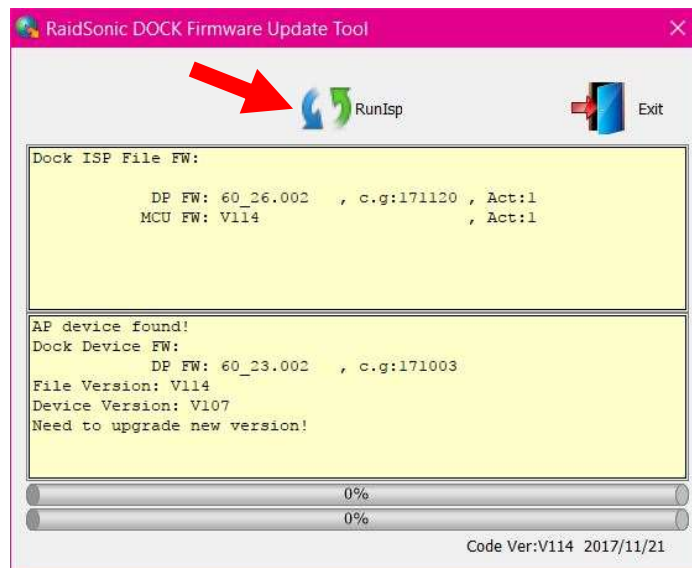 RaidSonic DOCK Firmware Update Tool
RunIsp
Exit
Dock ISP File FW:
DP FW: 60_26.002 , c.g:171120 , Act:1
MCU FW: V114 , Act:1
AP device found!
Dock Device FW:
DP FW: 60_23.002 , c.g:171003
File Version: V114
Device Version: V107
Need to upgrade new version!
0%
0%
Code Ver:V114 2017/11/21